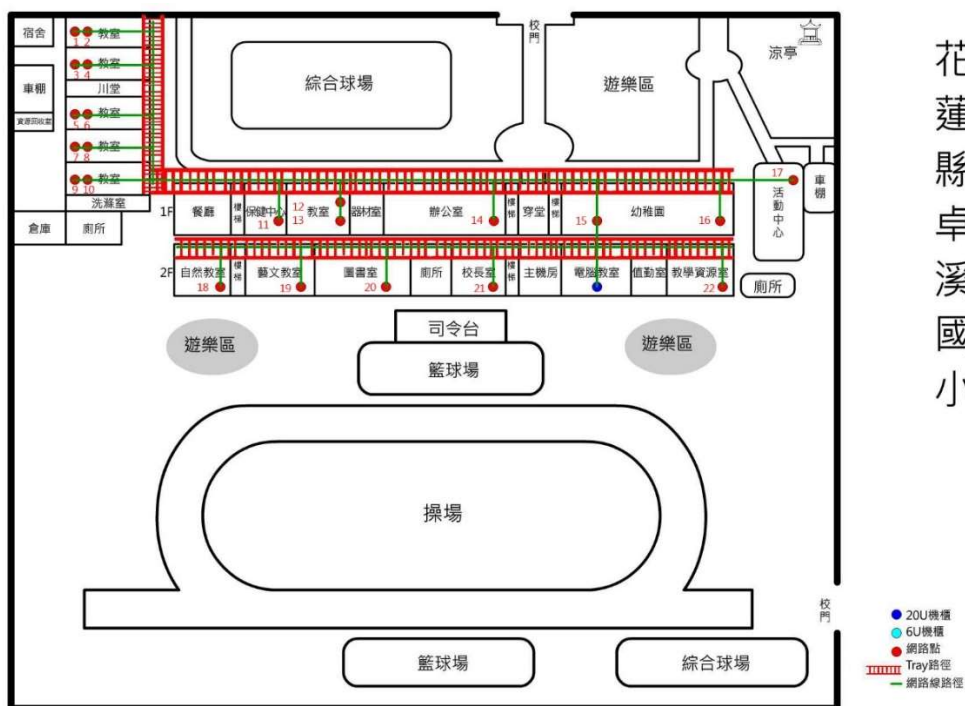 花蓮縣卓溪國小
宿舍
1 2 教室
校門
涼亭
3 4 教室
綜合球場
遊樂區
車棚
川堂
資源回收室
5 6 教室
7 8 教室
9 10 教室
17
活動中心
車棚
洗滌室
倉庫
廁所
1F 餐廳 樓梯 保健中心 11 12 13 教室 器材室 辦公室 14 樓梯 穿堂 樓梯 15 幼稚園 16
2F 自然教室 18 樓梯 藝文教室 19 圖書室 20 廁所 校長室 21 樓梯 主機房 電腦教室 值勤室 教學資源室 22
廁所
遊樂區
司令台
遊樂區
籃球場
操場
校門
籃球場
綜合球場
20U機櫃
6U機櫃
網路點
Tray路徑
網路線路徑